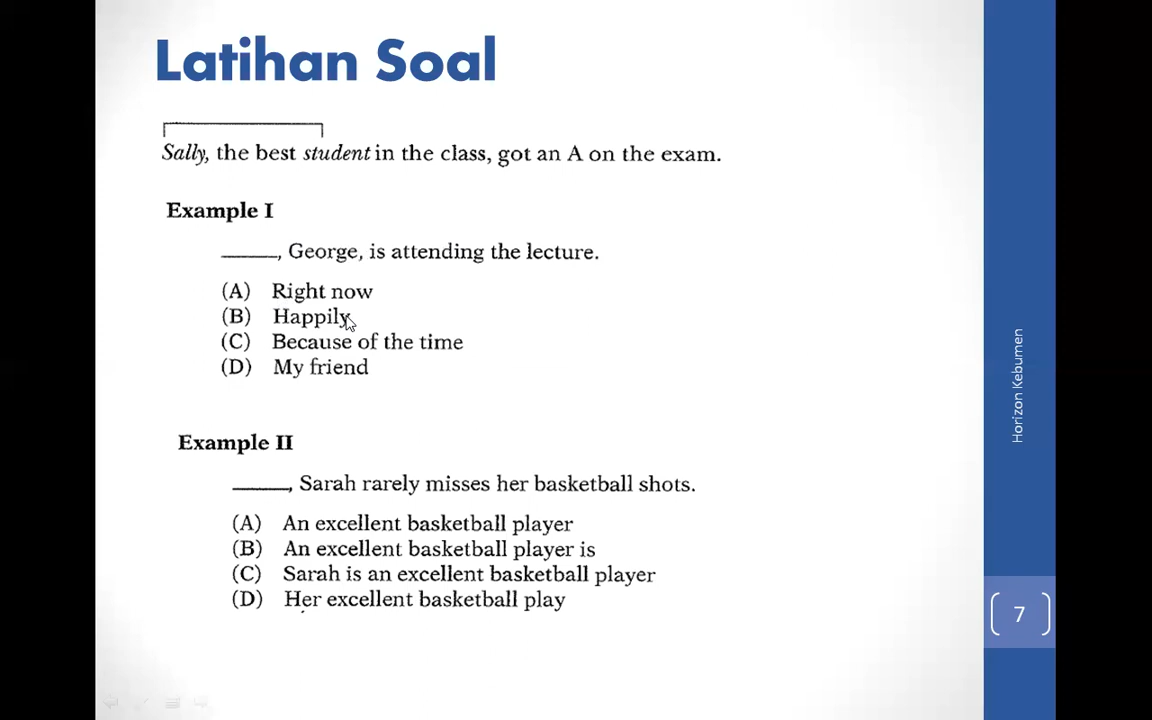 Latihan Soal
Sally, the best student in the class, got an A on the exam.
Example I
_____, George, is attending the lecture.
(A) Right now
(B) Happily
(C) Because of the time
(D) My friend
Example II
_____, Sarah rarely misses her basketball shots.
(A) An excellent basketball player
(B) An excellent basketball player is
(C) Sarah is an excellent basketball player
(D) Her excellent basketball play
Horizon Kebumen
7